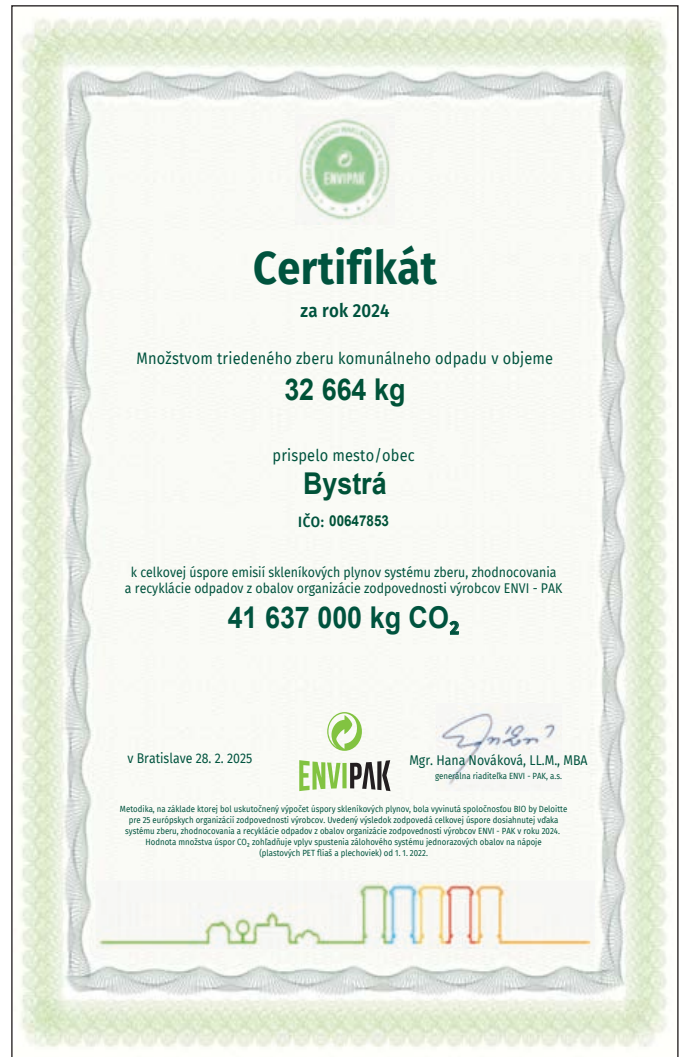 ENVIPAK
Certifikát
za rok 2024
Množstvom triedeného zberu komunálneho odpadu v objeme
32 664 kg
prispelo mesto/obec
Bystrá
IČO: 00647853
k celkovej úspore emisií skleníkových plynov systému zberu, zhodnocovania
a recyklácie odpadov z obalov organizácie zodpovednosti výrobcov ENVI - PAK
41 637 000 kg CO₂
v Bratislave 28. 2. 2025
ENVIPAK
Mgr. Hana Nováková, LL.M., MBA
generálna riaditeľka ENVI - PAK, a.s.
Metodika, na základe ktorej bol uskutočnený výpočet úspory skleníkových plynov, bola vyvinutá spoločnosťou BIO by Deloitte
pre 25 európskych organizácií zodpovednosti výrobcov. Uvedený výsledok zodpovedá celkovej úspore dosiahnutej vďaka
systému zberu, zhodnocovania a recyklácie odpadov z obalov organizácie zodpovednosti výrobcov ENVI - PAK v roku 2024.
Hodnota množstva úspor CO₂ zohľadňuje vplyv spustenia zálohového systému jednorazových obalov na nápoje
(plastových PET fliaš a plechoviek) od 1. 1. 2022.